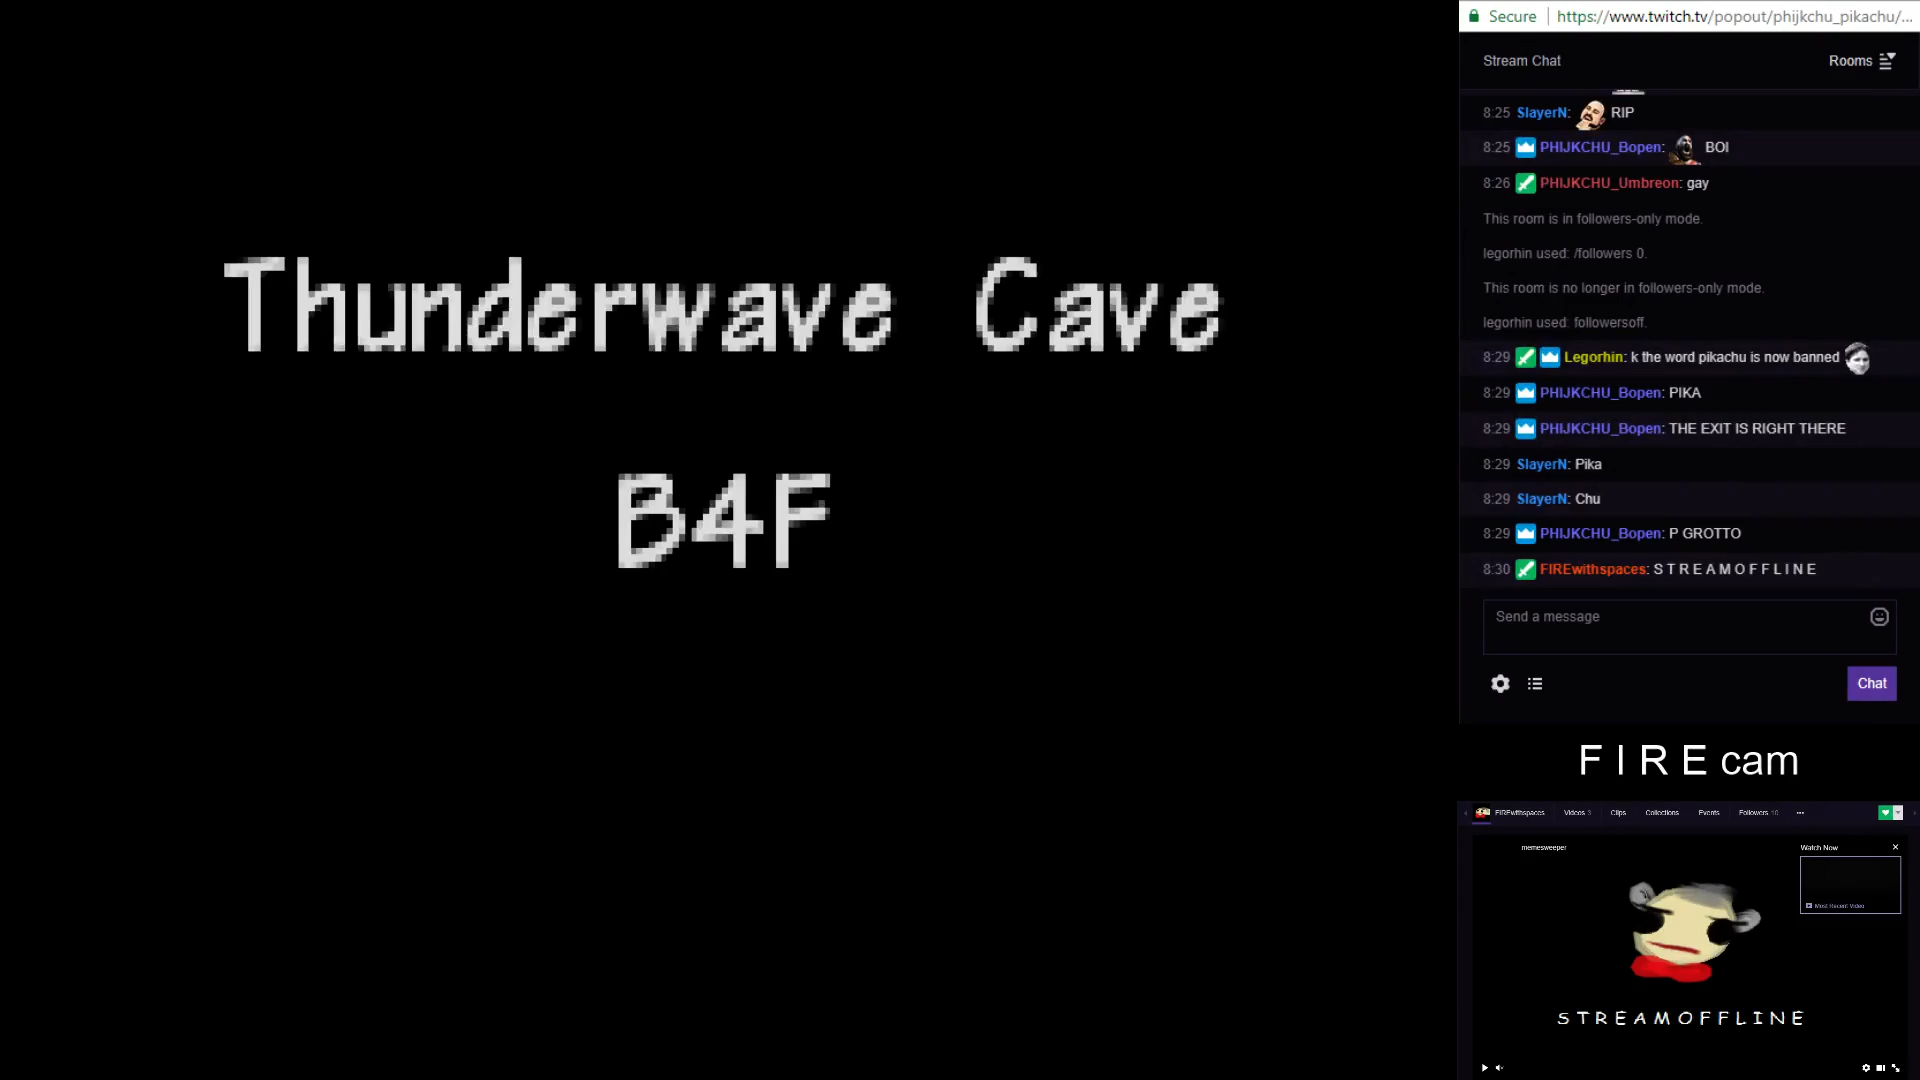 Thunderwave Cave
B4F
Secure
https://www.twitch.tv/popout/phijkchu_pikachu/...
Stream Chat
Rooms
8:25 SlayerN: RIP
8:25 PHIJKCHU_Bopen: BOI
8:26 PHIJKCHU_Umbreon: gay
This room is in followers-only mode.
legorhin used: /followers 0.
This room is no longer in followers-only mode.
legorhin used: followersoff.
8:29 Legorhin: k the word pikachu is now banned
8:29 PHIJKCHU_Bopen: PIKA
8:29 PHIJKCHU_Bopen: THE EXIT IS RIGHT THERE
8:29 SlayerN: Pika
8:29 SlayerN: Chu
8:29 PHIJKCHU_Bopen: P GROTTO
8:30 FIREwithspaces: S T R E A M O F F L I N E
Send a message
Chat
F I R E cam
FIREwithspaces Videos 3 Clips Collections Events Followers 10 ...
memesweeper
Watch Now
Most Recent Video
S T R E A M O F F L I N E